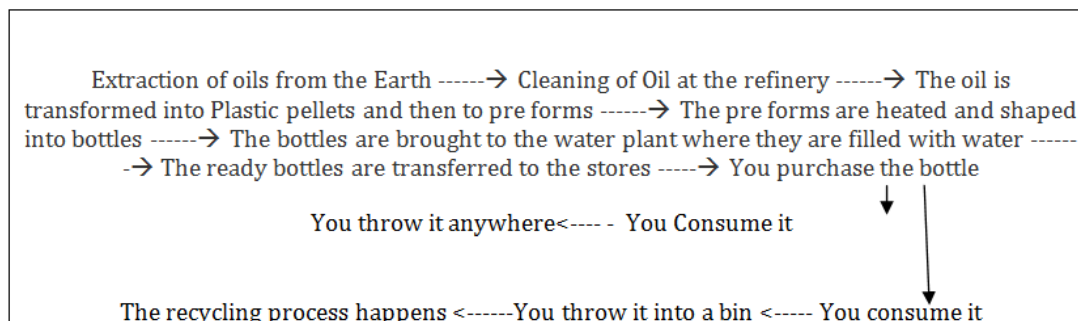 Extraction of oils from the Earth ------→ Cleaning of Oil at the refinery ------→ The oil is
transformed into Plastic pellets and then to pre forms ------→ The pre forms are heated and shaped
into bottles ------→ The bottles are brought to the water plant where they are filled with water ------
-→ The ready bottles are transferred to the stores -----→ You purchase the bottle
You throw it anywhere<---- - You Consume it
The recycling process happens <------You throw it into a bin <----- You consume it